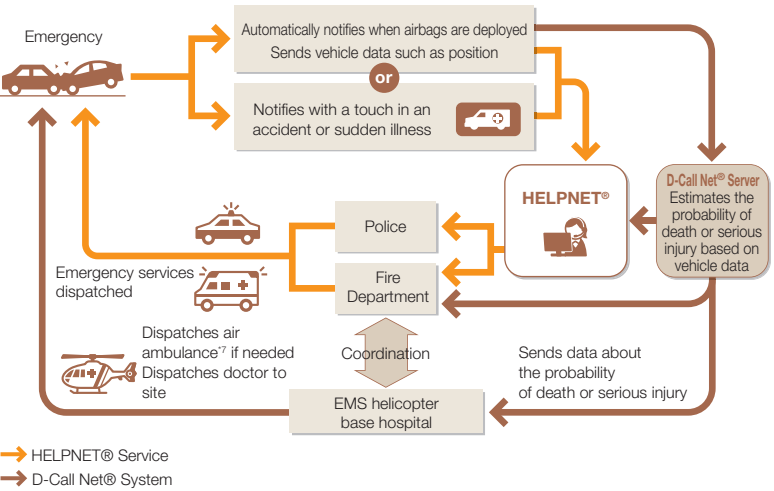 Emergency
Automatically notifies when airbags are deployed
Sends vehicle data such as position
or
Notifies with a touch in an
accident or sudden illness
HELPNET®
D-Call Net® Server
Estimates the
probability of
death or serious
injury based on
vehicle data
Police
Fire
Department
Emergency services
dispatched
Dispatches air
ambulance*7 if needed
Dispatches doctor to
site
Coordination
Sends data about
the probability
of death or serious injury
EMS helicopter
base hospital
HELPNET® Service
D-Call Net® System